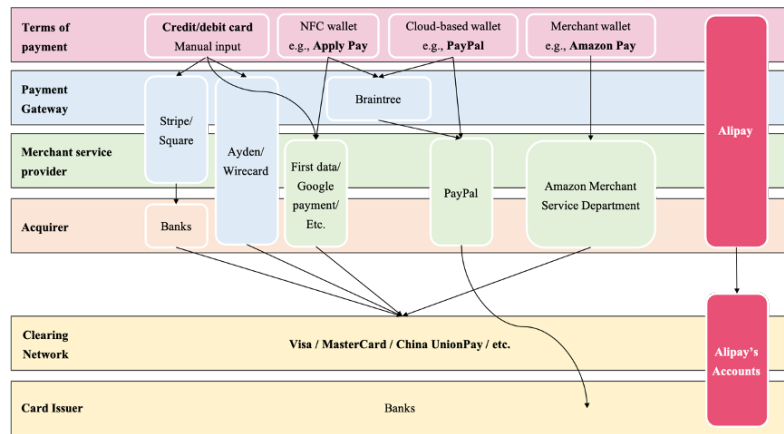 Terms of
payment
Credit/debit card
Manual input
NFC wallet
e.g., Apply Pay
Cloud-based wallet
e.g., PayPal
Merchant wallet
e.g., Amazon Pay
Payment
Gateway
Stripe/
Square
Braintree
Alipay
Merchant service
provider
Ayden/
Wirecard
First data/
Google
payment/
Etc.
PayPal
Amazon Merchant
Service Department
Acquirer
Banks
Clearing
Network
Visa / MasterCard / China UnionPay / etc.
Alipay's
Accounts
Card Issuer
Banks